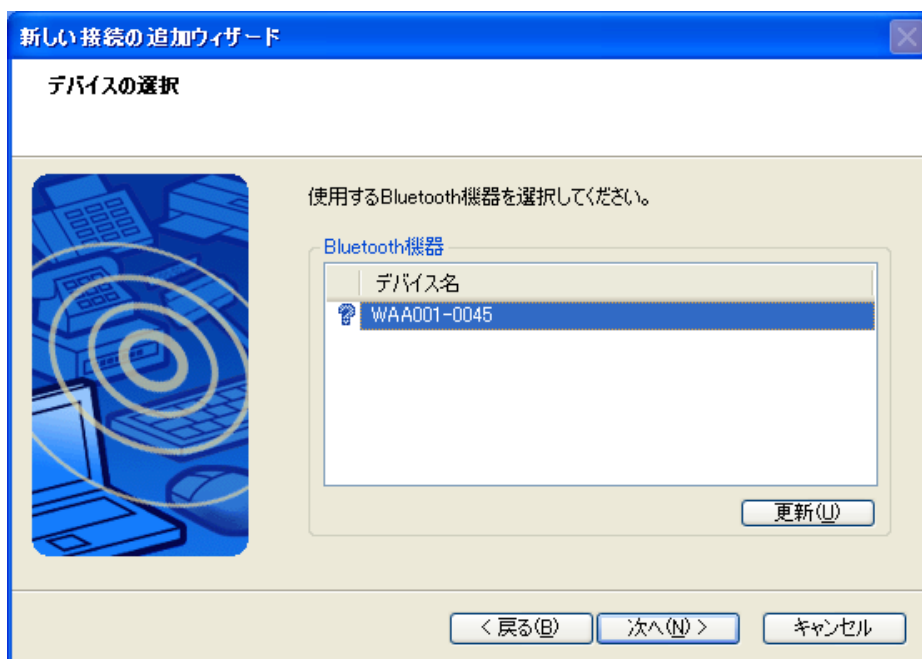 新しい接続の追加ウィザード
デバイスの選択
使用するBluetooth機器を選択してください。
Bluetooth機器
デバイス名
WAA001-0045
更新(U)
< 戻る(B) 次へ(N) > キャンセル